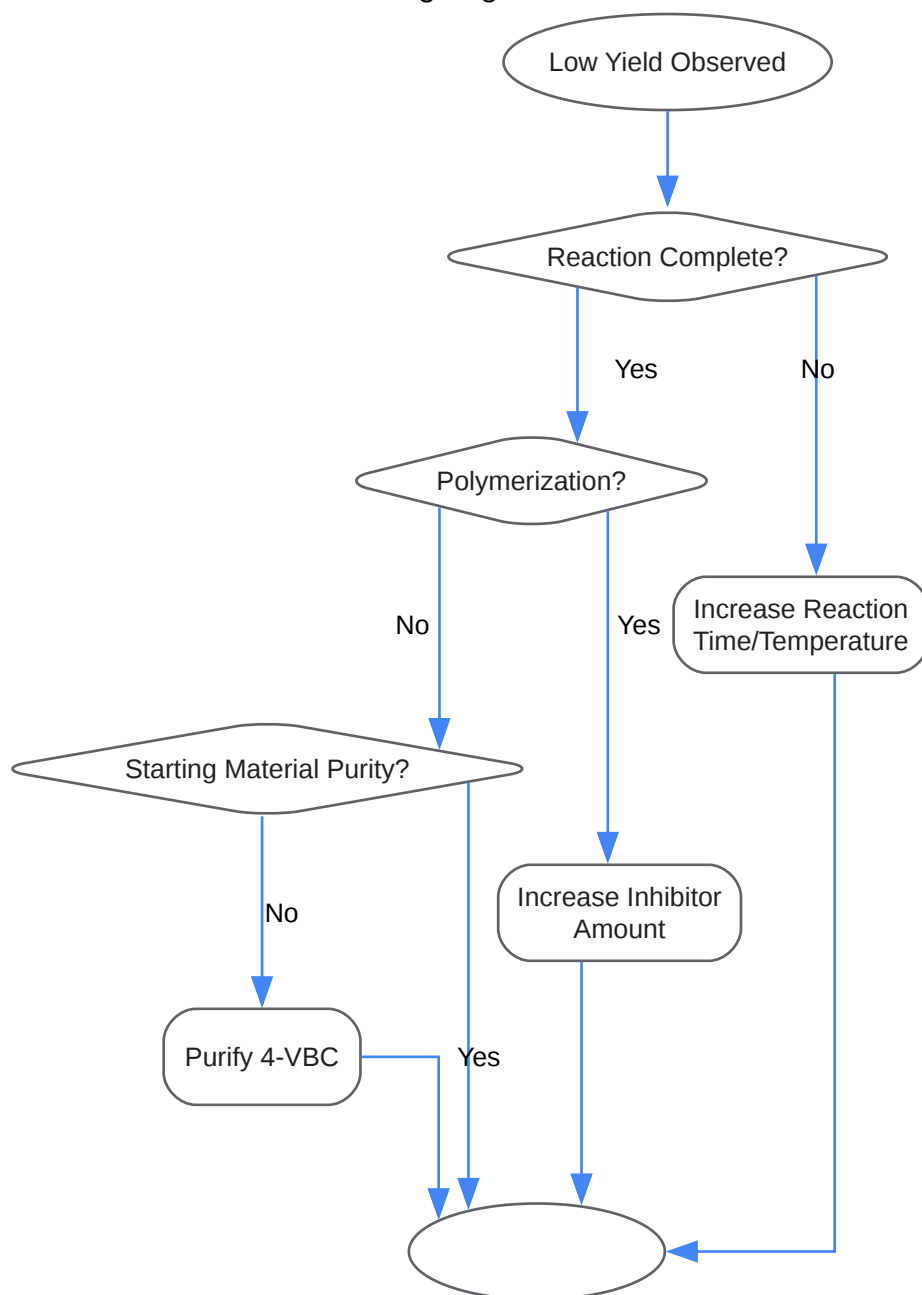 Low Yield Observed
Reaction Complete?
Yes
No
Polymerization?
Increase Reaction
Time/Temperature
No
Yes
Starting Material Purity?
Increase Inhibitor
Amount
No
Purify 4-VBC
Yes